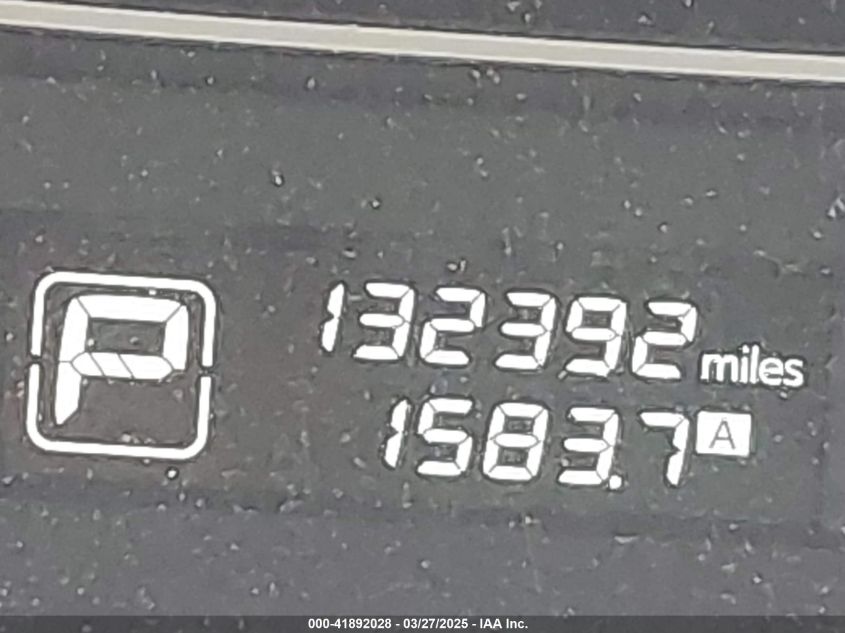 P
132392 miles
1583.7 A
000-41892028 - 03/27/2025 - IAA Inc.